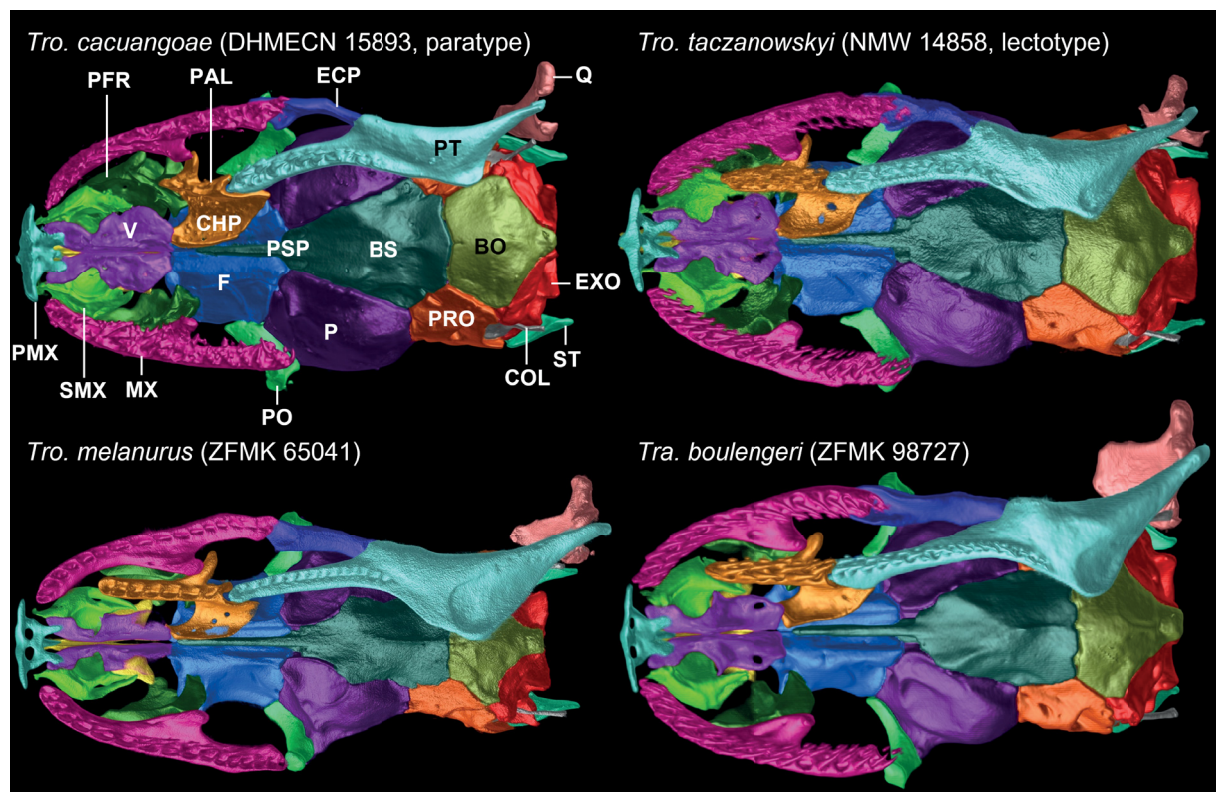 Tro. cacuangoae (DHMECN 15893, paratype)
Tro. taczanowskyi (NMW 14858, lectotype)
PFR
PAL
ECP
Q
PT
V
CHP
PSP
BS
BO
F
EXO
P
PRO
PMX
SMX
MX
PO
COL
ST
Tro. melanurus (ZFMK 65041)
Tra. boulengeri (ZFMK 98727)